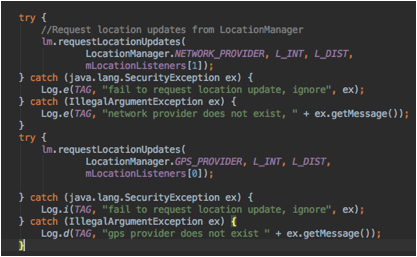 try {
//Request location updates from LocationManager
lm.requestLocationUpdates(
LocationManager.NETWORK_PROVIDER, L_INT, L_DIST,
mLocationListeners[1]);
} catch (java.lang.SecurityException ex) {
Log.e(TAG, "fail to request location update, ignore", ex);
} catch (IllegalArgumentException ex) {
Log.e(TAG, "network provider does not exist, " + ex.getMessage());
}
try {
lm.requestLocationUpdates(
LocationManager.GPS_PROVIDER, L_INT, L_DIST,
mLocationListeners[0]);
} catch (java.lang.SecurityException ex) {
Log.i(TAG, "fail to request location update, ignore", ex);
} catch (IllegalArgumentException ex) {
Log.d(TAG, "gps provider does not exist " + ex.getMessage());
}